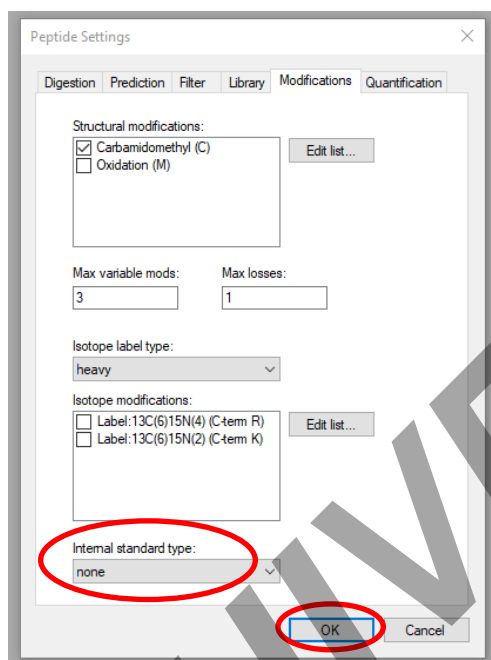 Peptide Settings
Digestion Prediction Filter Library Modifications Quantification
Structural modifications:
Carbamidomethyl (C)
Edit list...
Oxidation (M)
Max variable mods: Max losses:
3 1
Isotope label type:
heavy
Isotope modifications:
Label:13C(6)15N(4) (C-term R)
Edit list...
Label:13C(6)15N(2) (C-term K)
Internal standard type:
none
OK Cancel